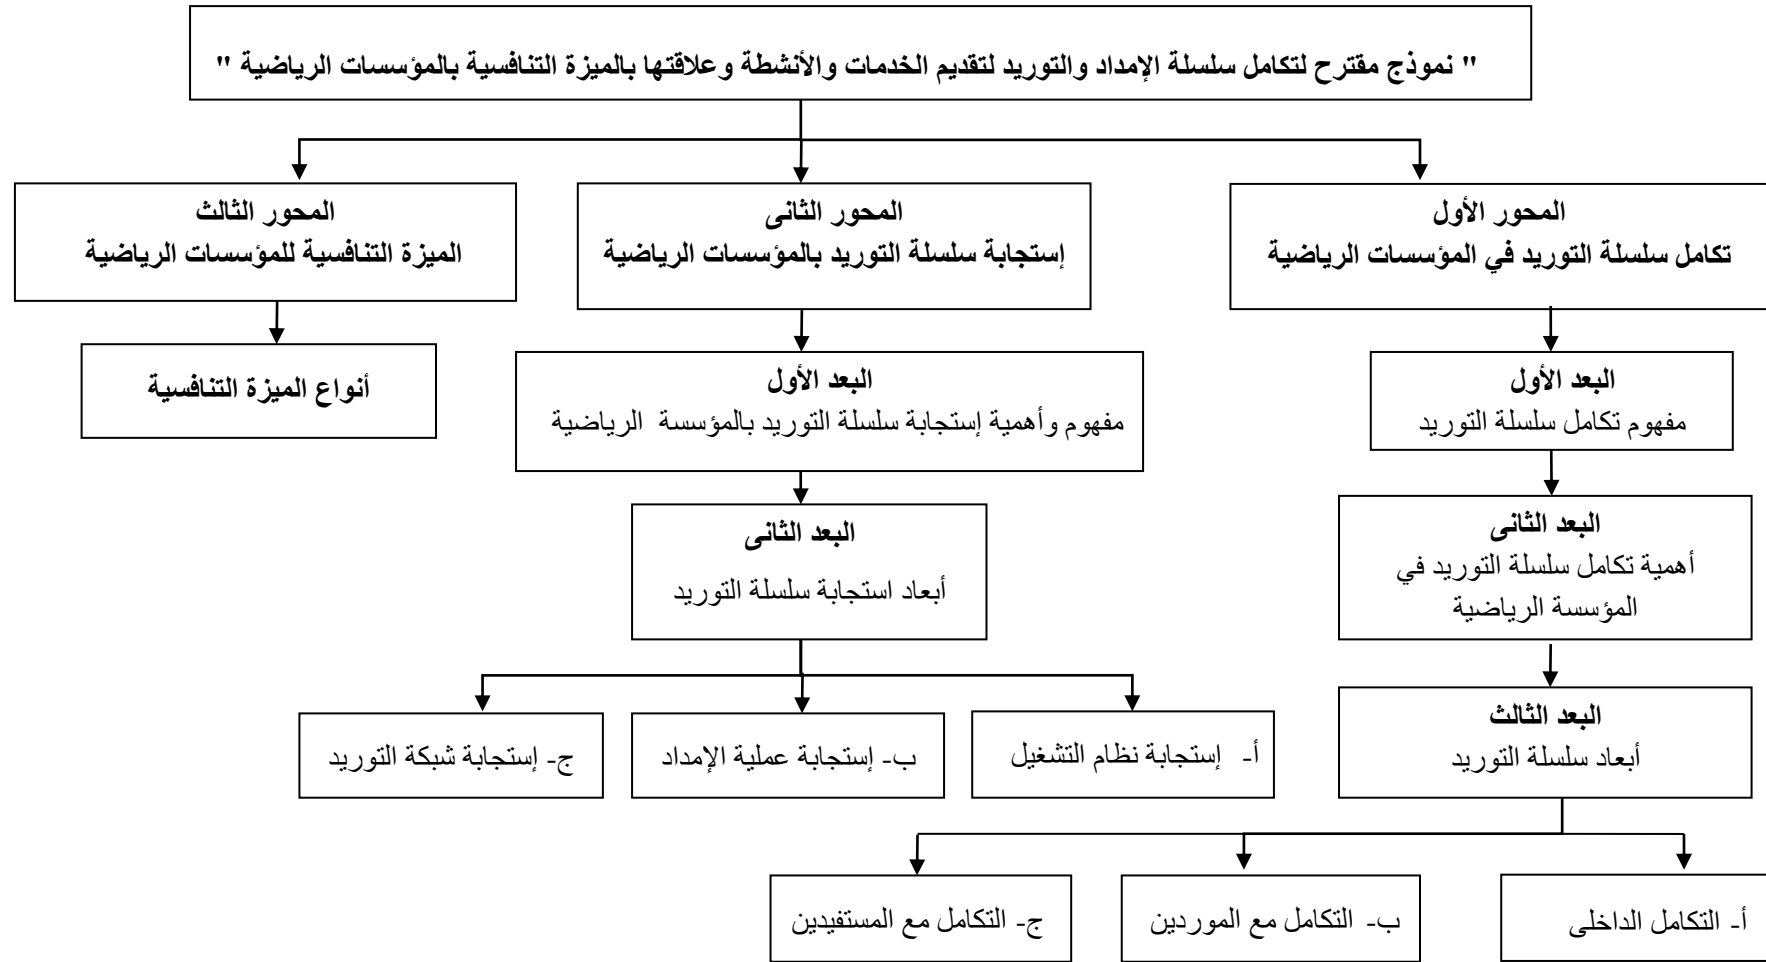 " نموذج مقترح لتكامل سلسلة الإمداد والتوريد لتقديم الخدمات والأنشطة وعلاقتها بالميزة التنافسية بالمؤسسات الرياضية "
المحور الأول
تكامل سلسلة التوريد في المؤسسات الرياضية
المحور الثانى
إستجابة سلسلة التوريد بالمؤسسات الرياضية
المحور الثالث
الميزة التنافسية للمؤسسات الرياضية
البعد الأول
مفهوم تكامل سلسلة التوريد
البعد الأول
مفهوم وأهمية إستجابة سلسلة التوريد بالمؤسسة الرياضية
أنواع الميزة التنافسية
البعد الثانى
أهمية تكامل سلسلة التوريد في
المؤسسة الرياضية
البعد الثانى
أبعاد استجابة سلسلة التوريد
البعد الثالث
أبعاد سلسلة التوريد
أ- إستجابة نظام التشغيل
ب- إستجابة عملية الإمداد
ج- إستجابة شبكة التوريد
أ- التكامل الداخلى
ب- التكامل مع الموردين
ج- التكامل مع المستفيدين